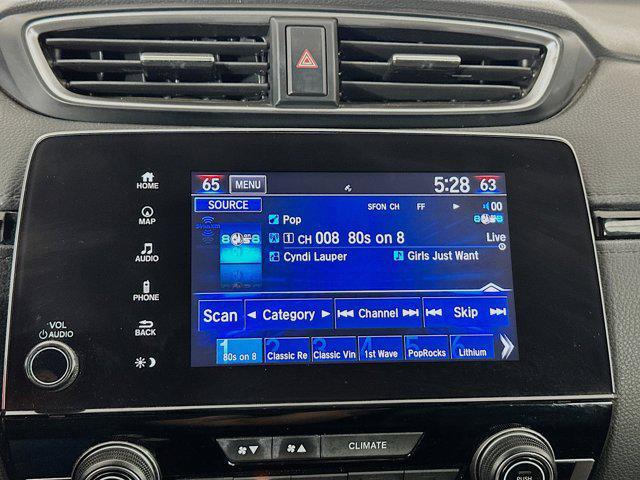 65 MENU 5:28 63
SOURCE SFON CH FF 00
HOME
Pop
MAP
1 CH 008 80s on 8 Live
Cyndi Lauper Girls Just Want
AUDIO
PHONE
Scan Category Channel Skip
BACK
VOL
AUDIO
1 2 3 4 5 6
80s on 8 Classic Re Classic Vin 1st Wave PopRocks Lithium
CLIMATE
PUSH